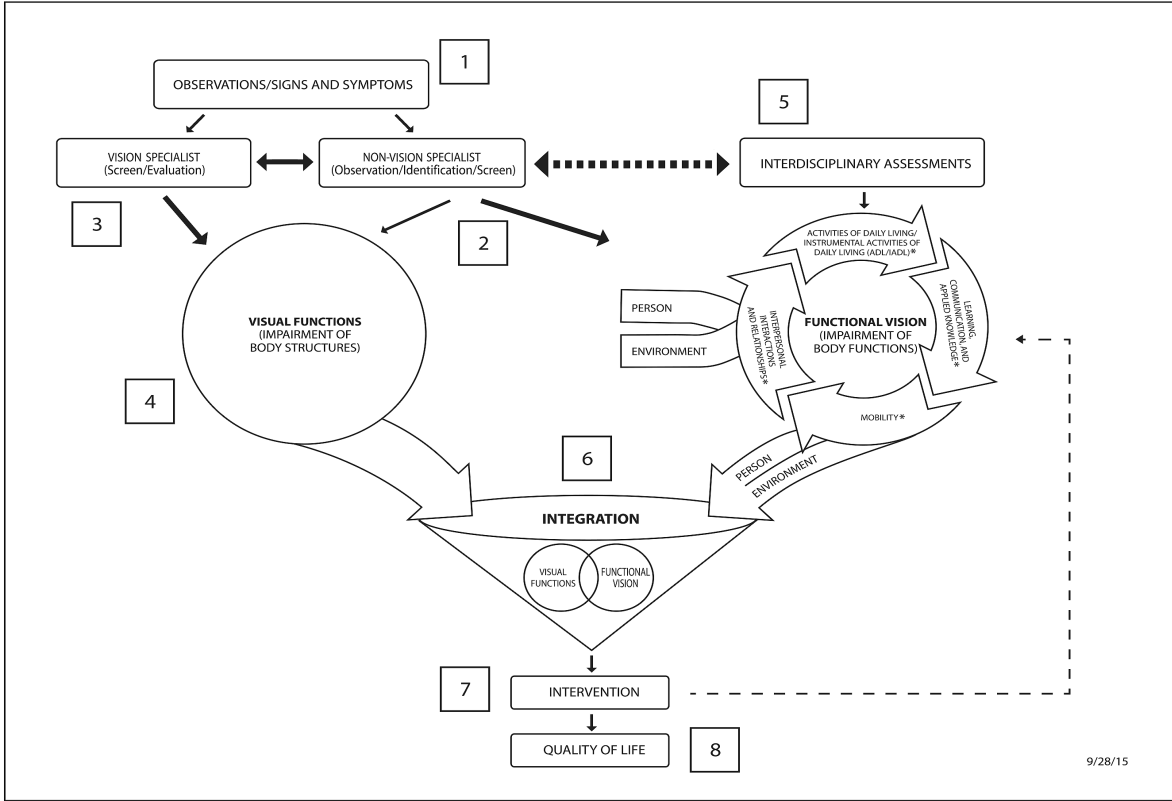 1
OBSERVATIONS/SIGNS AND SYMPTOMS
5
VISION SPECIALIST
(Screen/Evaluation)
NON-VISION SPECIALIST
(Observation/Identification/Screen)
INTERDISCIPLINARY ASSESSMENTS
3
2
ACTIVITIES OF DAILY LIVING/
INSTRUMENTAL ACTIVITIES OF
DAILY LIVING (ADL/IADL)*
LEARNING,
COMMUNICATION, AND
APPLIED KNOWLEDGE*
PERSON
ENVIRONMENT
INTERPERSONAL
INTERACTIONS
AND RELATIONSHIPS*
FUNCTIONAL VISION
(IMPAIRMENT OF
BODY FUNCTIONS)
VISUAL FUNCTIONS
(IMPAIRMENT OF
BODY STRUCTURES)
4
MOBILITY*
6
PERSON
ENVIRONMENT
INTEGRATION
VISUAL
FUNCTIONS
FUNCTIONAL
VISION
7
INTERVENTION
8
QUALITY OF LIFE
9/28/15